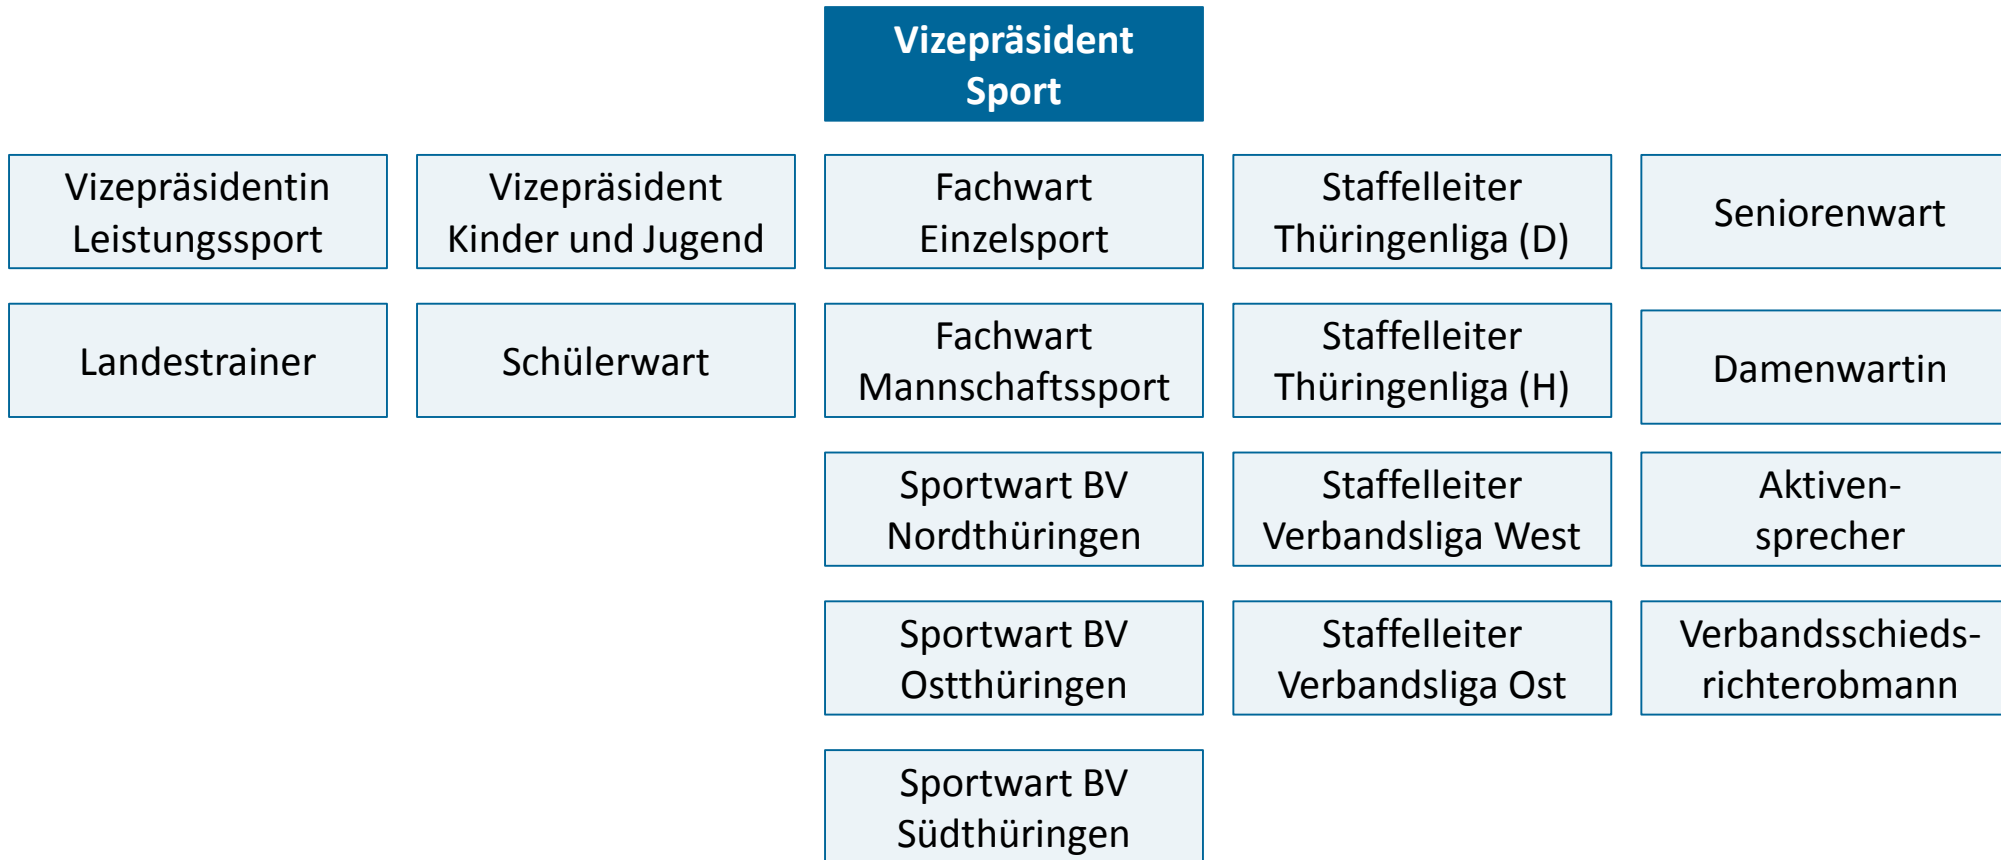 Vizepräsident
Sport
Vizepräsidentin
Leistungssport
Vizepräsident
Kinder und Jugend
Fachwart
Einzelsport
Staffelleiter
Thüringenliga (D)
Seniorenwart
Landestrainer
Schülerwart
Fachwart
Mannschaftssport
Staffelleiter
Thüringenliga (H)
Damenwartin
Sportwart BV
Nordthüringen
Staffelleiter
Verbandsliga West
Aktiven-
sprecher
Sportwart BV
Ostthüringen
Staffelleiter
Verbandsliga Ost
Verbandsschieds-
richterobmann
Sportwart BV
Südthüringen